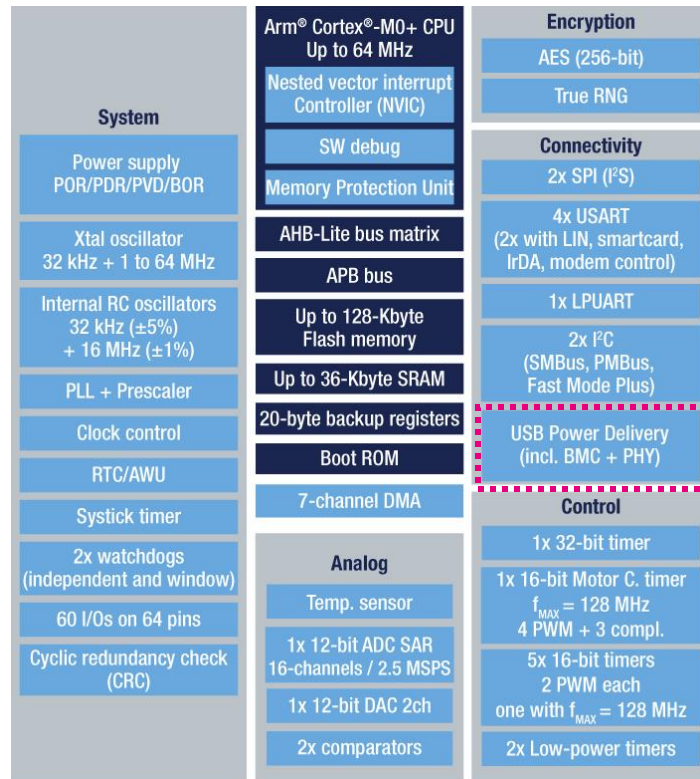 System
Power supply
POR/PDR/PVD/BOR
Xtal oscillator
32 kHz + 1 to 64 MHz
Internal RC oscillators
32 kHz (±5%)
+ 16 MHz (±1%)
PLL + Prescaler
Clock control
RTC/AWU
Systick timer
2x watchdogs
(independent and window)
60 I/Os on 64 pins
Cyclic redundancy check
(CRC)
Arm® Cortex®-M0+ CPU
Up to 64 MHz
Nested vector interrupt
Controller (NVIC)
SW debug
Memory Protection Unit
AHB-Lite bus matrix
APB bus
Up to 128-Kbyte
Flash memory
Up to 36-Kbyte SRAM
20-byte backup registers
Boot ROM
7-channel DMA
Analog
Temp. sensor
1x 12-bit ADC SAR
16-channels / 2.5 MSPS
1x 12-bit DAC 2ch
2x comparators
Encryption
AES (256-bit)
True RNG
Connectivity
2x SPI (I²S)
4x USART
(2x with LIN, smartcard,
IrDA, modem control)
1x LPUART
2x I²C
(SMBus, PMBus,
Fast Mode Plus)
USB Power Delivery
(incl. BMC + PHY)
Control
1x 32-bit timer
1x 16-bit Motor C. timer
fMAX = 128 MHz
4 PWM + 3 compl.
5x 16-bit timers
2 PWM each
one with fMAX = 128 MHz
2x Low-power timers